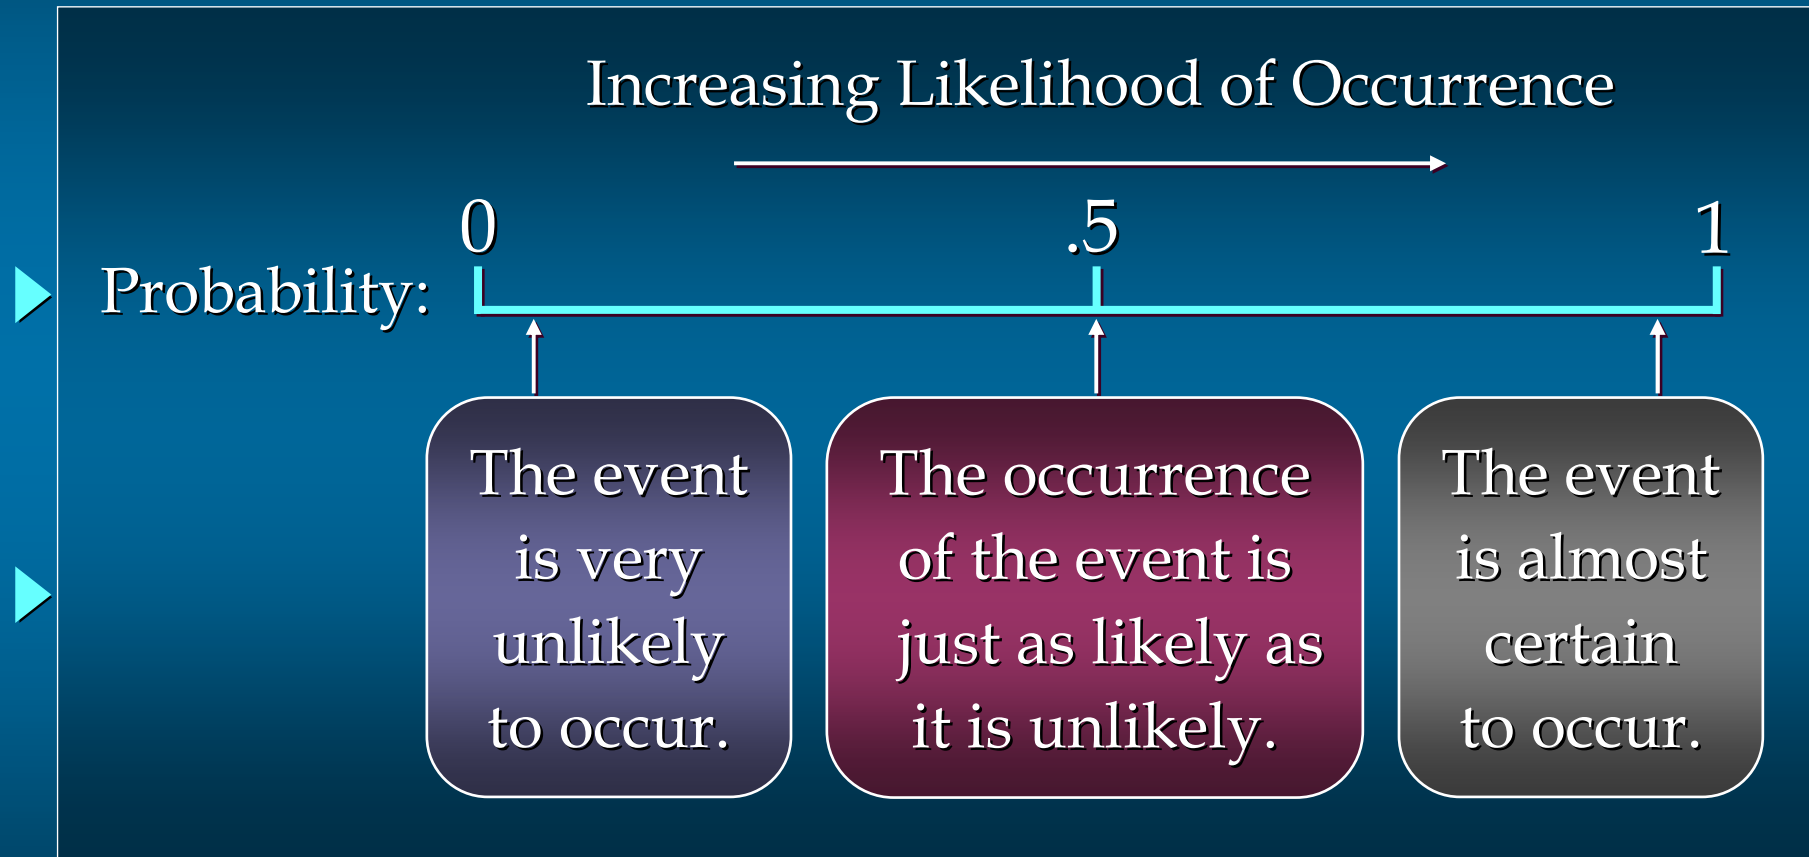 Increasing Likelihood of Occurrence
0 .5 1
Probability:
The event
is very
unlikely
to occur.
The occurrence
of the event is
just as likely as
it is unlikely.
The event
is almost
certain
to occur.